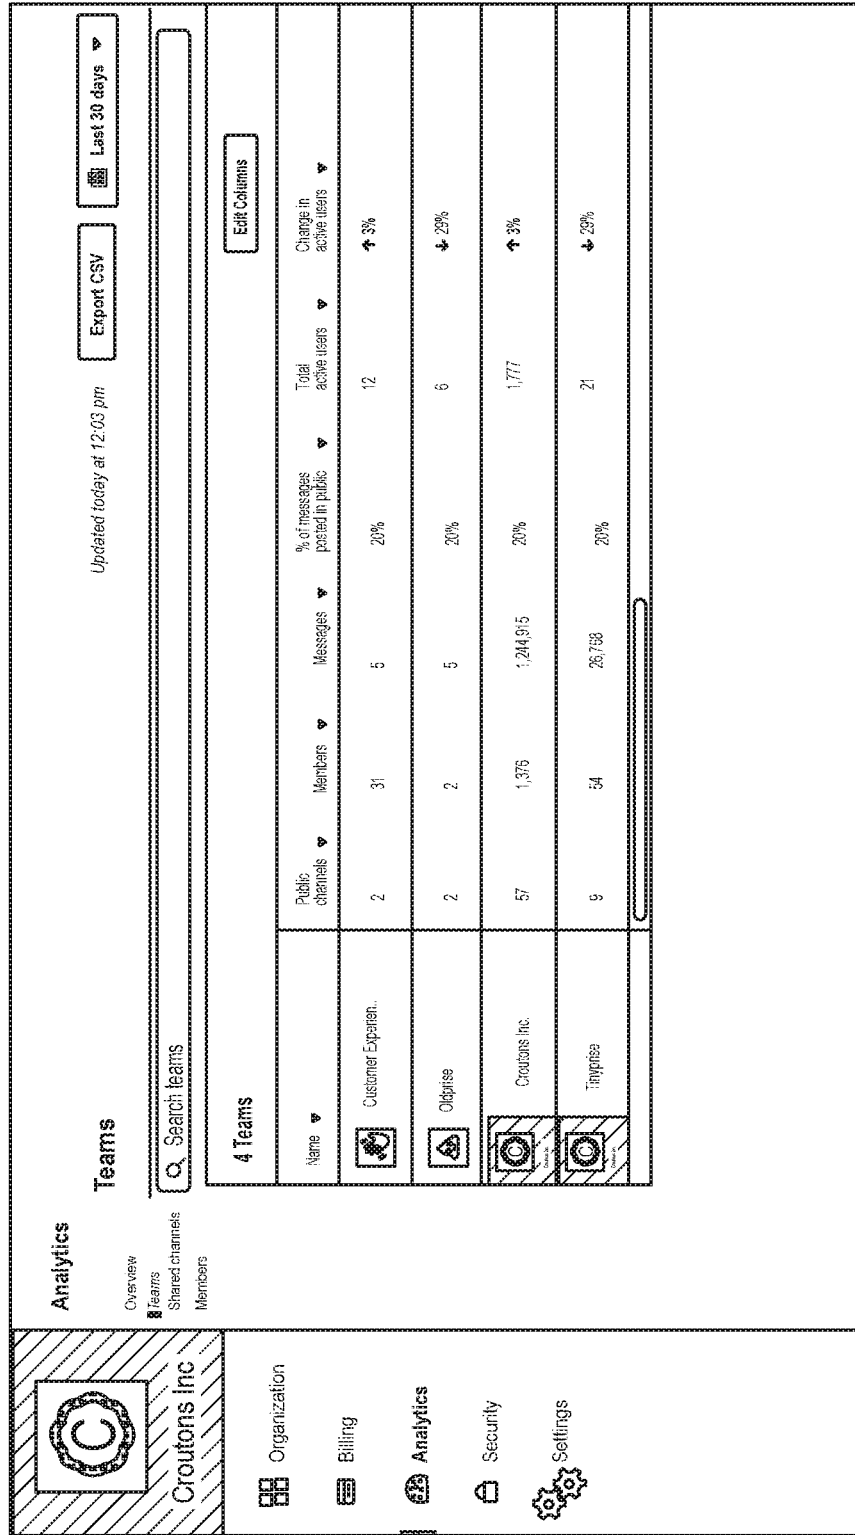 C
Croutons Inc
Organization
Billing
Analytics
Security
Settings
Analytics
Overview
Teams
Shared channels
Members
Teams
Updated today at 12:03 pm
Export CSV
Last 30 days
Search teams
4 Teams
Edit Columns
Name
Public channels
Members
Messages
% of messages posted in public
Total active users
Change in active users
Customer Experien.. 2 31 5 20% 12 3%
Oldprise 2 2 5 20% 6 29%
C Croutons Inc. 57 1,376 1,244,915 20% 1,777 3%
C Tinyprise 9 54 26,768 20% 21 29%